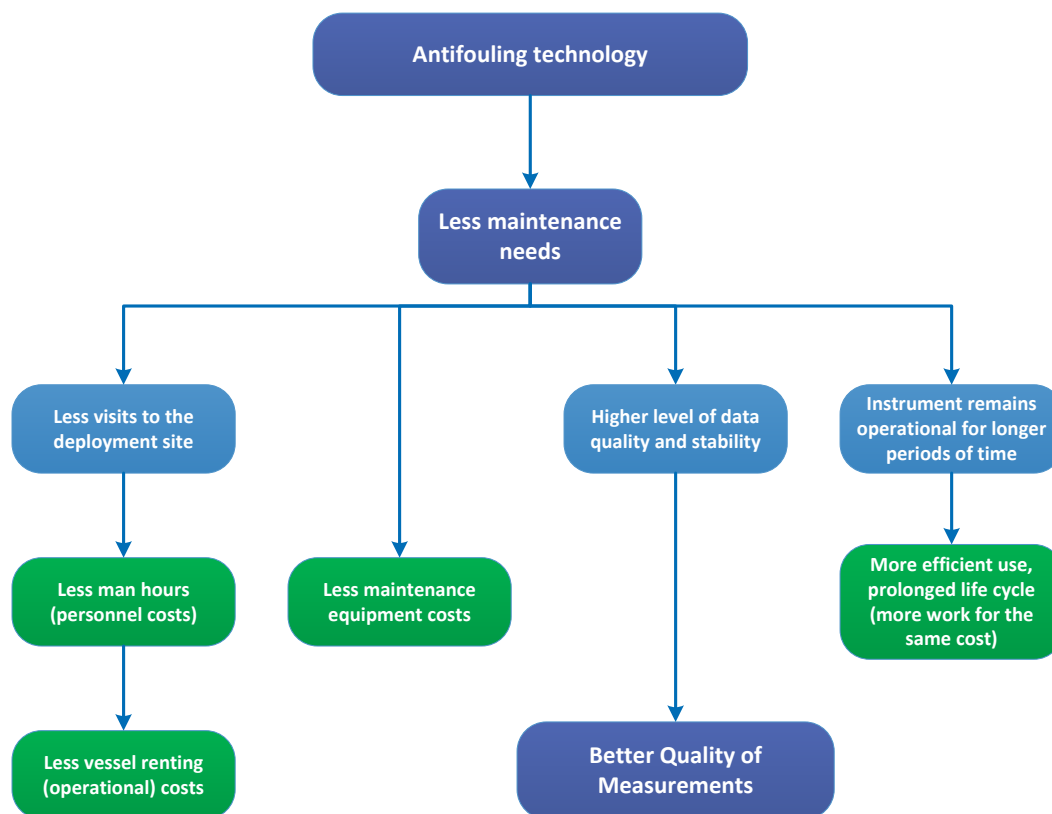 Antifouling technology
Less maintenance
needs
Less visits to the
deployment site
Higher level of data
quality and stability
Instrument remains
operational for longer
periods of time
Less man hours
(personnel costs)
Less maintenance
equipment costs
More efficient use,
prolonged life cycle
(more work for the
same cost)
Less vessel renting
(operational) costs
Better Quality of
Measurements